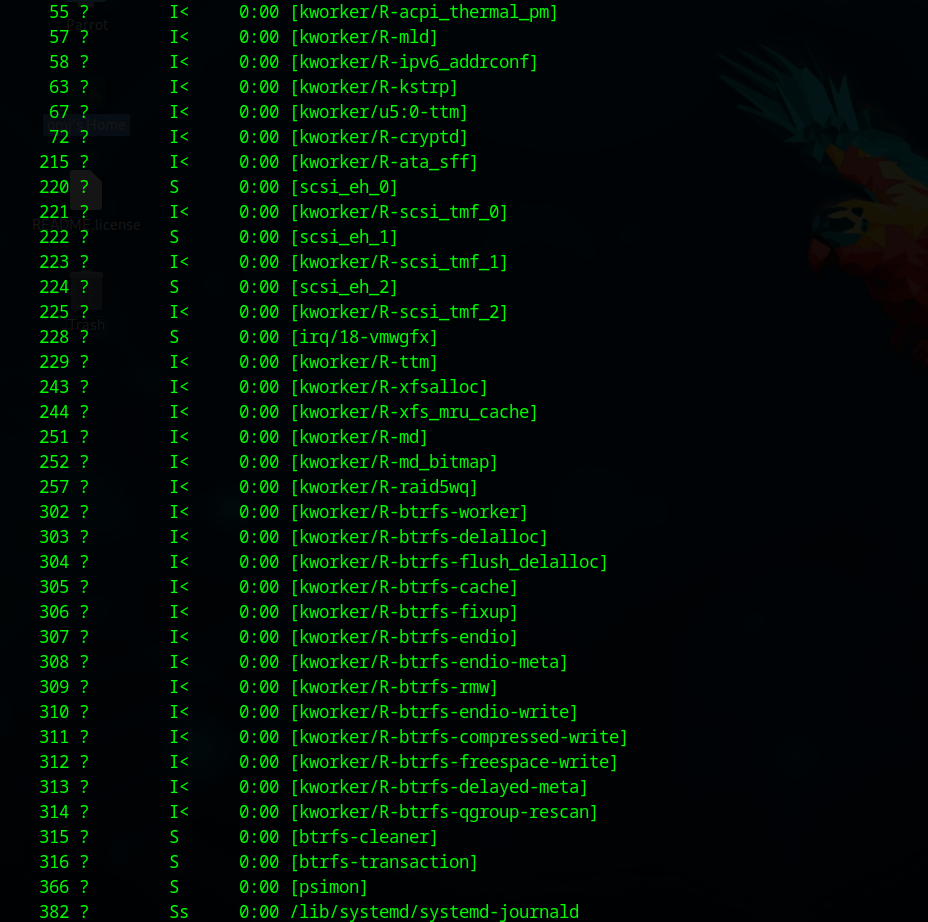 55 ?        I<     0:00 [kworker/R-acpi_thermal_pm]
Parrot
57 ?        I<     0:00 [kworker/R-mld]
58 ?        I<     0:00 [kworker/R-ipv6_addrconf]
63 ?        I<     0:00 [kworker/R-kstrp]
67 ?        I<     0:00 [kworker/u5:0-ttm]
Home
72 ?        I<     0:00 [kworker/R-cryptd]
215 ?        I<     0:00 [kworker/R-ata_sff]
220 ?        S      0:00 [scsi_eh_0]
221 ?        I<     0:00 [kworker/R-scsi_tmf_0]
README.license
222 ?        S      0:00 [scsi_eh_1]
223 ?        I<     0:00 [kworker/R-scsi_tmf_1]
224 ?        S      0:00 [scsi_eh_2]
225 ?        I<     0:00 [kworker/R-scsi_tmf_2]
Trash
228 ?        S      0:00 [irq/18-vmwgfx]
229 ?        I<     0:00 [kworker/R-ttm]
243 ?        I<     0:00 [kworker/R-xfsalloc]
244 ?        I<     0:00 [kworker/R-xfs_mru_cache]
251 ?        I<     0:00 [kworker/R-md]
252 ?        I<     0:00 [kworker/R-md_bitmap]
257 ?        I<     0:00 [kworker/R-raid5wq]
302 ?        I<     0:00 [kworker/R-btrfs-worker]
303 ?        I<     0:00 [kworker/R-btrfs-delalloc]
304 ?        I<     0:00 [kworker/R-btrfs-flush_delalloc]
305 ?        I<     0:00 [kworker/R-btrfs-cache]
306 ?        I<     0:00 [kworker/R-btrfs-fixup]
307 ?        I<     0:00 [kworker/R-btrfs-endio]
308 ?        I<     0:00 [kworker/R-btrfs-endio-meta]
309 ?        I<     0:00 [kworker/R-btrfs-rmw]
310 ?        I<     0:00 [kworker/R-btrfs-endio-write]
311 ?        I<     0:00 [kworker/R-btrfs-compressed-write]
312 ?        I<     0:00 [kworker/R-btrfs-freespace-write]
313 ?        I<     0:00 [kworker/R-btrfs-delayed-meta]
314 ?        I<     0:00 [kworker/R-btrfs-qgroup-rescan]
315 ?        S      0:00 [btrfs-cleaner]
316 ?        S      0:00 [btrfs-transaction]
366 ?        S      0:00 [psimon]
382 ?        Ss     0:00 /lib/systemd/systemd-journald